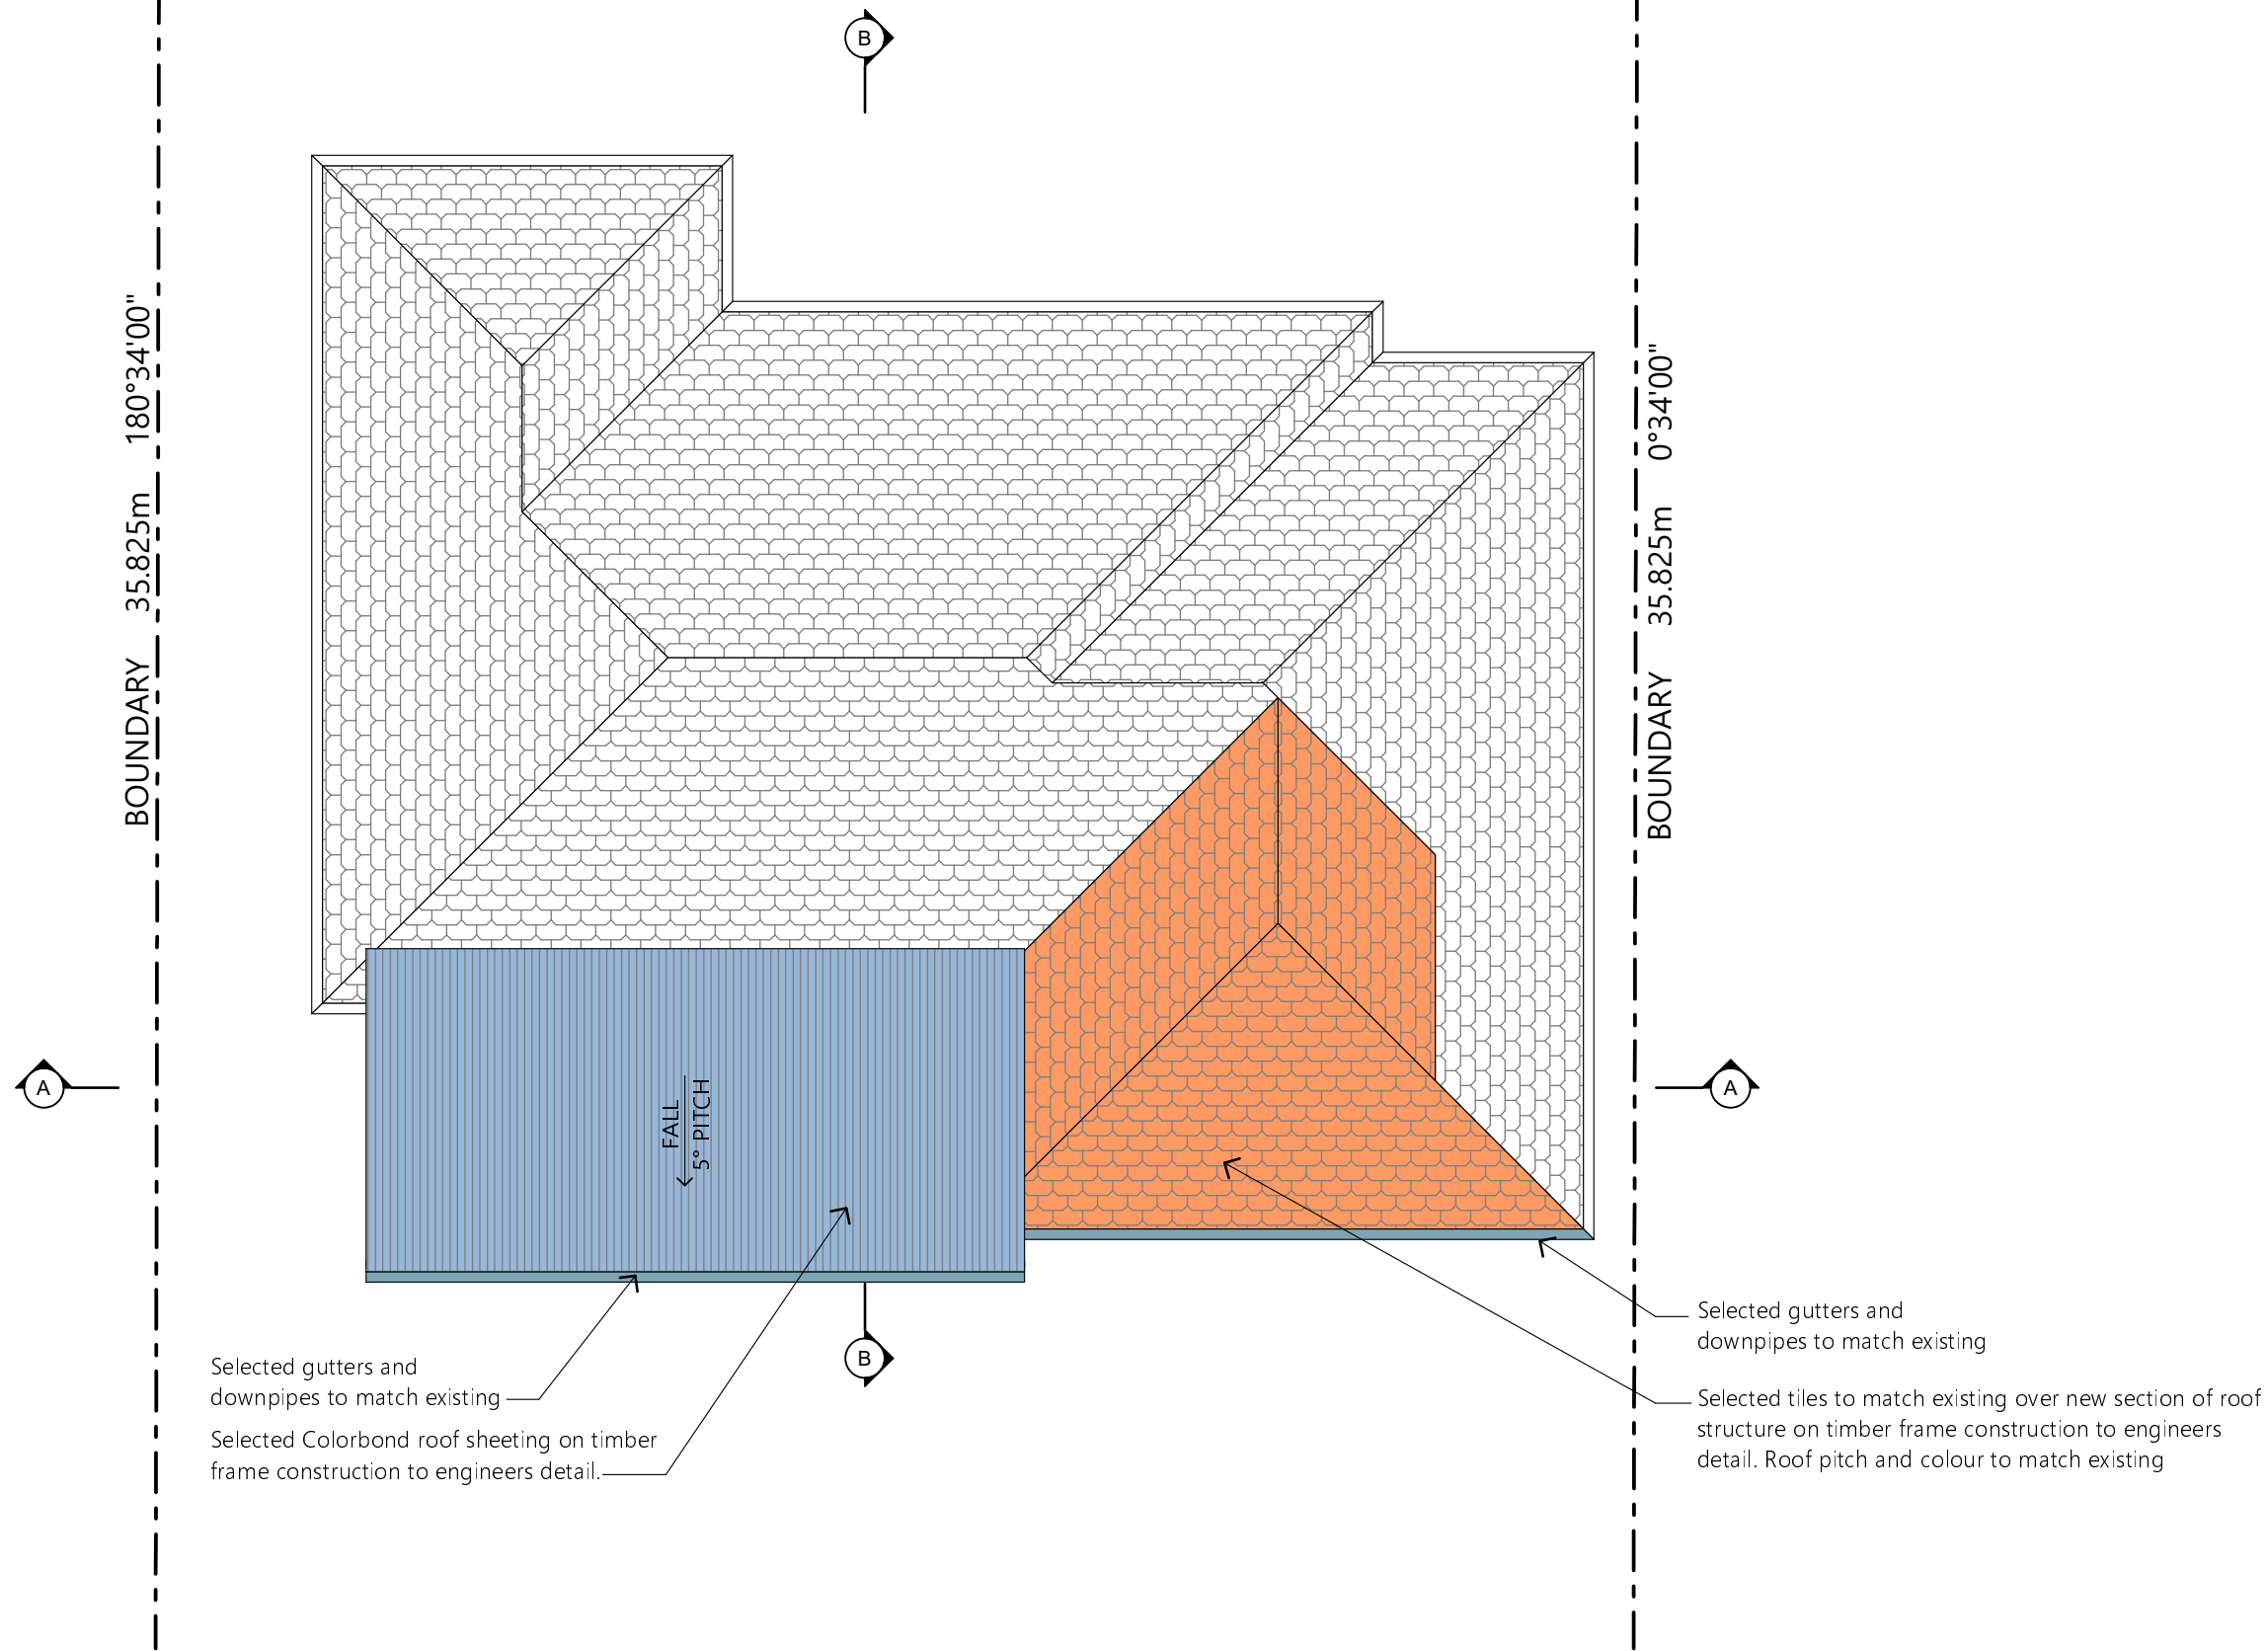 B
BOUNDARY 35.825m 180°34'00"
BOUNDARY 35.825m 0°34'00"
A
A
FALL
5° PITCH
B
Selected gutters and
downpipes to match existing
Selected Colorbond roof sheeting on timber
frame construction to engineers detail.
Selected gutters and
downpipes to match existing
Selected tiles to match existing over new section of roof
structure on timber frame construction to engineers
detail. Roof pitch and colour to match existing